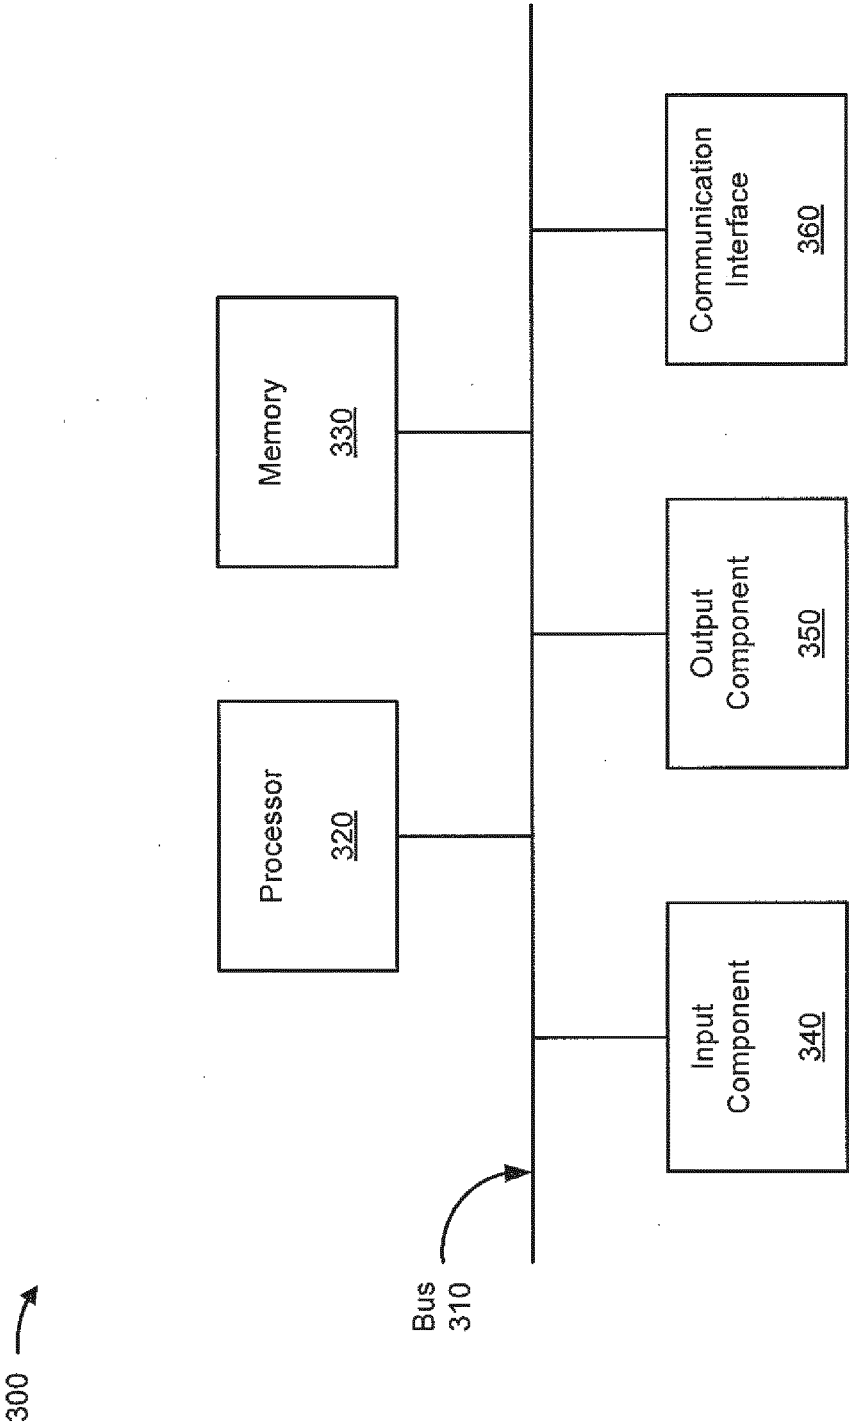 300
Bus
310
Processor
320
Memory
330
Input
Component
340
Output
Component
350
Communication
Interface
360